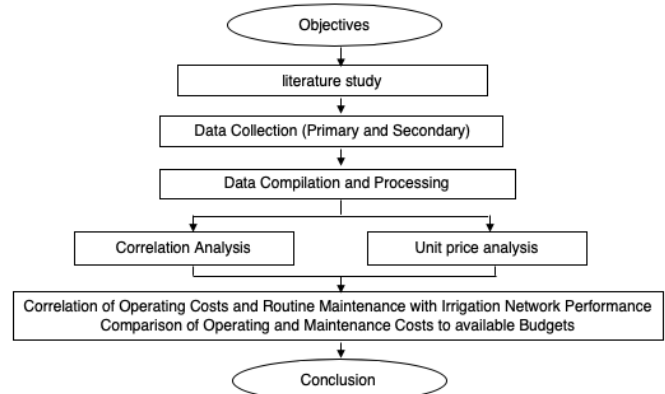 Objectives
literature study
Data Collection (Primary and Secondary)
Data Compilation and Processing
Correlation Analysis
Unit price analysis
Correlation of Operating Costs and Routine Maintenance with Irrigation Network Performance
Comparison of Operating and Maintenance Costs to available Budgets
Conclusion